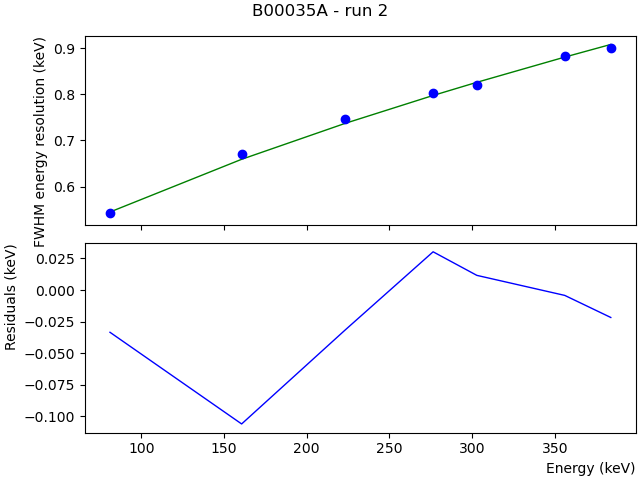 B00035A - run 2
FWHM energy resolution (keV)
0.9
0.8
0.7
0.6
Residuals (keV)
0.025
0.000
−0.025
−0.050
−0.075
−0.100
100 150 200 250 300 350
Energy (keV)